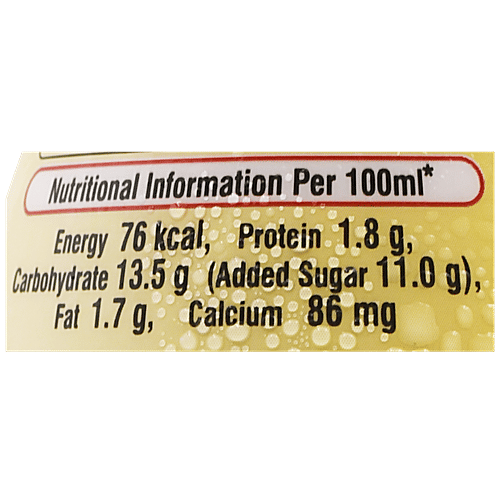 Nutritional Information Per 100ml*
Energy 76 kcal, Protein 1.8 g,
Carbohydrate 13.5 g (Added Sugar 11.0 g),
Fat 1.7 g, Calcium 86 mg